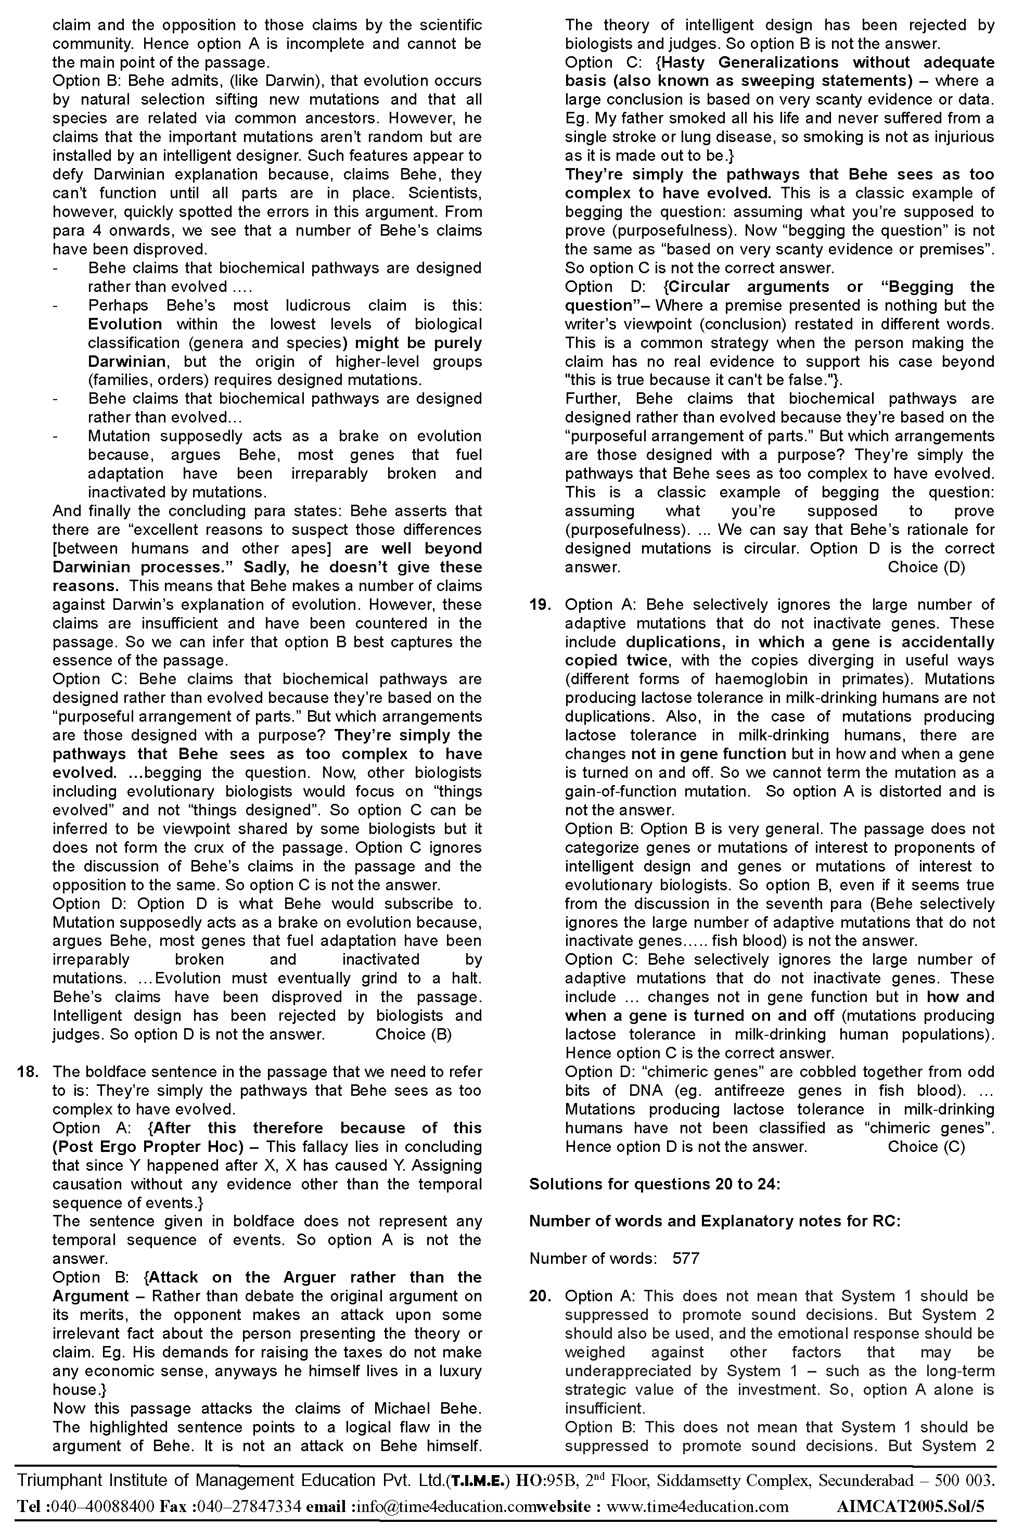 claim and the opposition to those claims by the scientific
community. Hence option A is incomplete and cannot be
the main point of the passage.
Option B: Behe admits, (like Darwin), that evolution occurs
by natural selection sifting new mutations and that all
species are related via common ancestors. However, he
claims that the important mutations aren't random but are
installed by an intelligent designer. Such features appear to
defy Darwinian explanation because, claims Behe, they
can't function until all parts are in place. Scientists,
however, quickly spotted the errors in this argument. From
para 4 onwards, we see that a number of Behe's claims
have been disproved.
- Behe claims that biochemical pathways are designed
rather than evolved ….
- Perhaps Behe's most ludicrous claim is this:
Evolution within the lowest levels of biological
classification (genera and species) might be purely
Darwinian, but the origin of higher-level groups
(families, orders) requires designed mutations.
- Behe claims that biochemical pathways are designed
rather than evolved…
- Mutation supposedly acts as a brake on evolution
because, argues Behe, most genes that fuel
adaptation have been irreparably broken and
inactivated by mutations.
And finally the concluding para states: Behe asserts that
there are “excellent reasons to suspect those differences
[between humans and other apes] are well beyond
Darwinian processes.” Sadly, he doesn't give these
reasons. This means that Behe makes a number of claims
against Darwin's explanation of evolution. However, these
claims are insufficient and have been countered in the
passage. So we can infer that option B best captures the
essence of the passage.
Option C: Behe claims that biochemical pathways are
designed rather than evolved because they're based on the
“purposeful arrangement of parts.” But which arrangements
are those designed with a purpose? They're simply the
pathways that Behe sees as too complex to have
evolved. …begging the question. Now, other biologists
including evolutionary biologists would focus on “things
evolved” and not “things designed”. So option C can be
inferred to be viewpoint shared by some biologists but it
does not form the crux of the passage. Option C ignores
the discussion of Behe's claims in the passage and the
opposition to the same. So option C is not the answer.
Option D: Option D is what Behe would subscribe to.
Mutation supposedly acts as a brake on evolution because,
argues Behe, most genes that fuel adaptation have been
irreparably broken and inactivated by
mutations. …Evolution must eventually grind to a halt.
Behe's claims have been disproved in the passage.
Intelligent design has been rejected by biologists and
judges. So option D is not the answer. Choice (B)
18. The boldface sentence in the passage that we need to refer
to is: They're simply the pathways that Behe sees as too
complex to have evolved.
Option A: {After this therefore because of this
(Post Ergo Propter Hoc) – This fallacy lies in concluding
that since Y happened after X, X has caused Y. Assigning
causation without any evidence other than the temporal
sequence of events.}
The sentence given in boldface does not represent any
temporal sequence of events. So option A is not the
answer.
Option B: {Attack on the Arguer rather than the
Argument – Rather than debate the original argument on
its merits, the opponent makes an attack upon some
irrelevant fact about the person presenting the theory or
claim. Eg. His demands for raising the taxes do not make
any economic sense, anyways he himself lives in a luxury
house.}
Now this passage attacks the claims of Michael Behe.
The highlighted sentence points to a logical flaw in the
argument of Behe. It is not an attack on Behe himself.
The theory of intelligent design has been rejected by
biologists and judges. So option B is not the answer.
Option C: {Hasty Generalizations without adequate
basis (also known as sweeping statements) – where a
large conclusion is based on very scanty evidence or data.
Eg. My father smoked all his life and never suffered from a
single stroke or lung disease, so smoking is not as injurious
as it is made out to be.}
They're simply the pathways that Behe sees as too
complex to have evolved. This is a classic example of
begging the question: assuming what you're supposed to
prove (purposefulness). Now “begging the question” is not
the same as “based on very scanty evidence or premises”.
So option C is not the correct answer.
Option D: {Circular arguments or “Begging the
question”– Where a premise presented is nothing but the
writer's viewpoint (conclusion) restated in different words.
This is a common strategy when the person making the
claim has no real evidence to support his case beyond
"this is true because it can't be false."}.
Further, Behe claims that biochemical pathways are
designed rather than evolved because they're based on the
“purposeful arrangement of parts.” But which arrangements
are those designed with a purpose? They're simply the
pathways that Behe sees as too complex to have evolved.
This is a classic example of begging the question:
assuming what you're supposed to prove
(purposefulness). ... We can say that Behe's rationale for
designed mutations is circular. Option D is the correct
answer. Choice (D)
19. Option A: Behe selectively ignores the large number of
adaptive mutations that do not inactivate genes. These
include duplications, in which a gene is accidentally
copied twice, with the copies diverging in useful ways
(different forms of haemoglobin in primates). Mutations
producing lactose tolerance in milk-drinking humans are not
duplications. Also, in the case of mutations producing
lactose tolerance in milk-drinking humans, there are
changes not in gene function but in how and when a gene
is turned on and off. So we cannot term the mutation as a
gain-of-function mutation. So option A is distorted and is
not the answer.
Option B: Option B is very general. The passage does not
categorize genes or mutations of interest to proponents of
intelligent design and genes or mutations of interest to
evolutionary biologists. So option B, even if it seems true
from the discussion in the seventh para (Behe selectively
ignores the large number of adaptive mutations that do not
inactivate genes….. fish blood) is not the answer.
Option C: Behe selectively ignores the large number of
adaptive mutations that do not inactivate genes. These
include … changes not in gene function but in how and
when a gene is turned on and off (mutations producing
lactose tolerance in milk-drinking human populations).
Hence option C is the correct answer.
Option D: “chimeric genes” are cobbled together from odd
bits of DNA (eg. antifreeze genes in fish blood). …
Mutations producing lactose tolerance in milk-drinking
humans have not been classified as “chimeric genes”.
Hence option D is not the answer. Choice (C)
Solutions for questions 20 to 24:
Number of words and Explanatory notes for RC:
Number of words: 577
20. Option A: This does not mean that System 1 should be
suppressed to promote sound decisions. But System 2
should also be used, and the emotional response should be
weighed against other factors that may be
underappreciated by System 1 – such as the long-term
strategic value of the investment. So, option A alone is
insufficient.
Option B: This does not mean that System 1 should be
suppressed to promote sound decisions. But System 2
Triumphant Institute of Management Education Pvt. Ltd.(T.I.M.E.) HO:95B, 2nd Floor, Siddamsetty Complex, Secunderabad – 500 003.
Tel :040–40088400 Fax :040–27847334 email :info@time4education.comwebsite : www.time4education.com AIMCAT2005.Sol/5